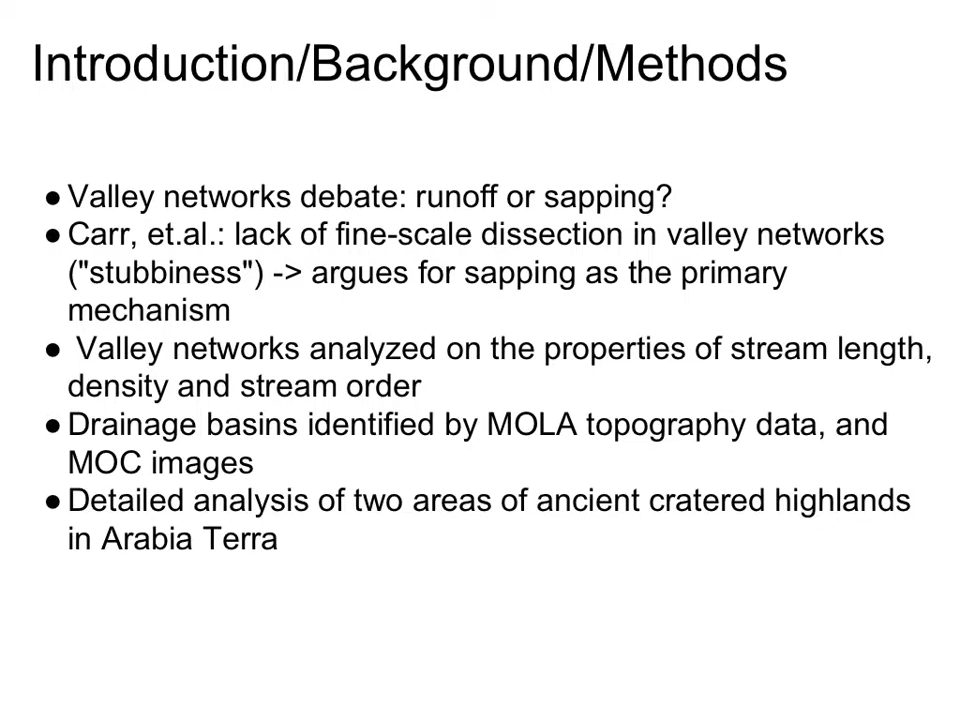 Introduction/Background/Methods
● Valley networks debate: runoff or sapping?
● Carr, et.al.: lack of fine-scale dissection in valley networks
("stubbiness") -> argues for sapping as the primary
mechanism
● Valley networks analyzed on the properties of stream length,
density and stream order
● Drainage basins identified by MOLA topography data, and
MOC images
● Detailed analysis of two areas of ancient cratered highlands
in Arabia Terra